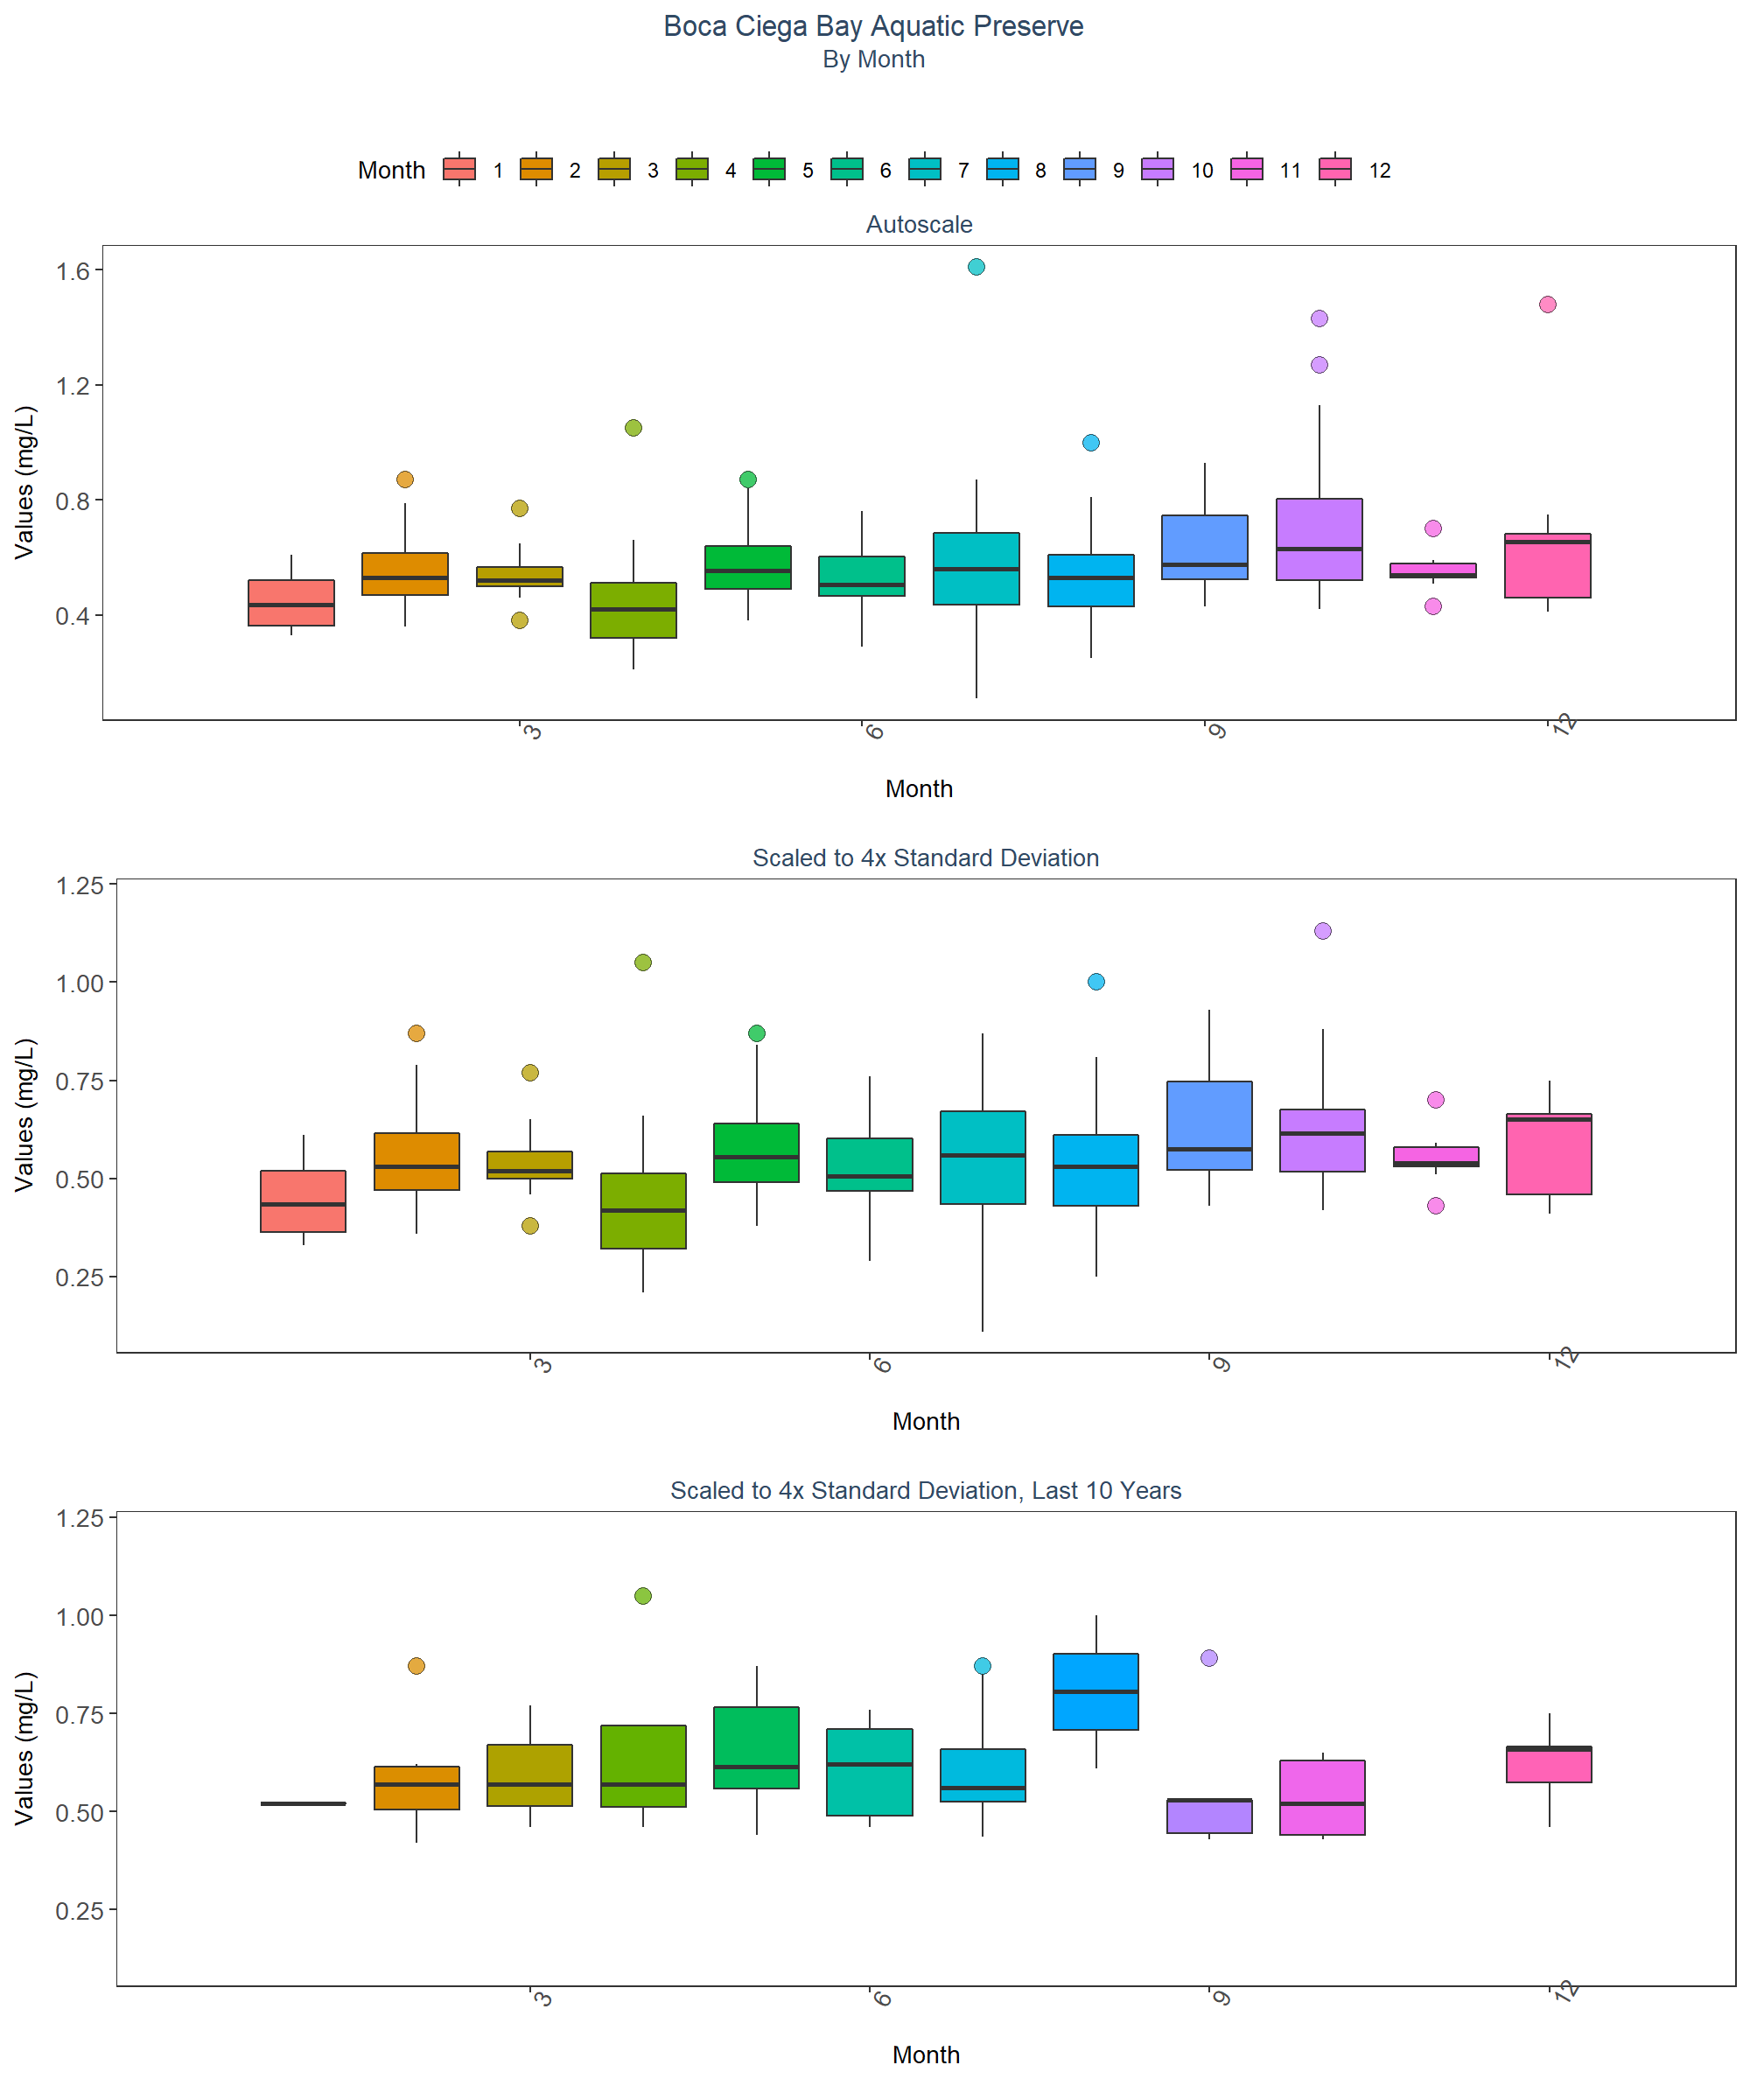 Boca Ciega Bay Aquatic Preserve
By Month
Month 1 2 3 4 5 6 7 8 9 10 11 12
Autoscale
Values (mg/L)
1.6
1.2
0.8
0.4
3 6 9 12
Month
Scaled to 4x Standard Deviation
Values (mg/L)
1.25
1.00
0.75
0.50
0.25
3 6 9 12
Month
Scaled to 4x Standard Deviation, Last 10 Years
Values (mg/L)
1.25
1.00
0.75
0.50
0.25
3 6 9 12
Month